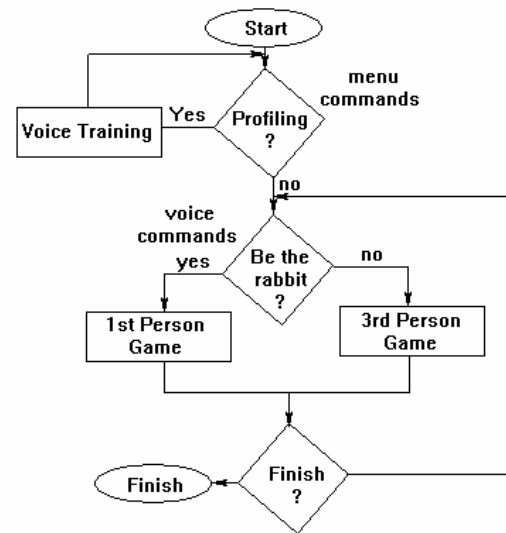 Start
menu
commands
Profiling
?
Yes
Voice Training
no
voice
commands
yes
Be the
rabbit
?
no
1st Person
Game
3rd Person
Game
Finish
?
Finish